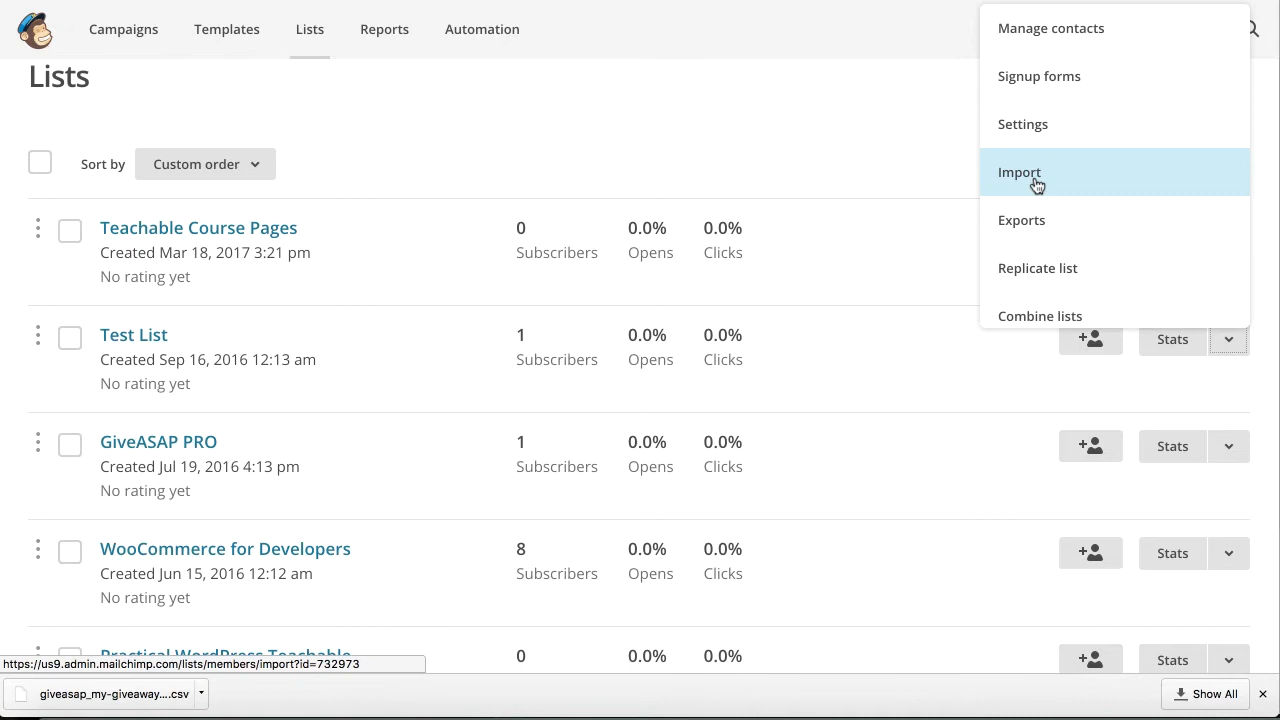 Campaigns Templates Lists Reports Automation
Lists
Manage contacts
Signup forms
Settings
Import
Exports
Replicate list
Combine lists
Sort by Custom order
Teachable Course Pages 0 0.0% 0.0%
Created Mar 18, 2017 3:21 pm Subscribers Opens Clicks
No rating yet
Test List 1 0.0% 0.0%
Created Sep 16, 2016 12:13 am Subscribers Opens Clicks Stats
No rating yet
GiveASAP PRO 1 0.0% 0.0%
Created Jul 19, 2016 4:13 pm Subscribers Opens Clicks Stats
No rating yet
WooCommerce for Developers 8 0.0% 0.0%
Created Jun 15, 2016 12:12 am Subscribers Opens Clicks Stats
No rating yet
Practical WordPress Teachable 0 0.0% 0.0% Stats
https://us9.admin.mailchimp.com/lists/members/import?id=732973
giveasap_my-giveaway....csv Show All